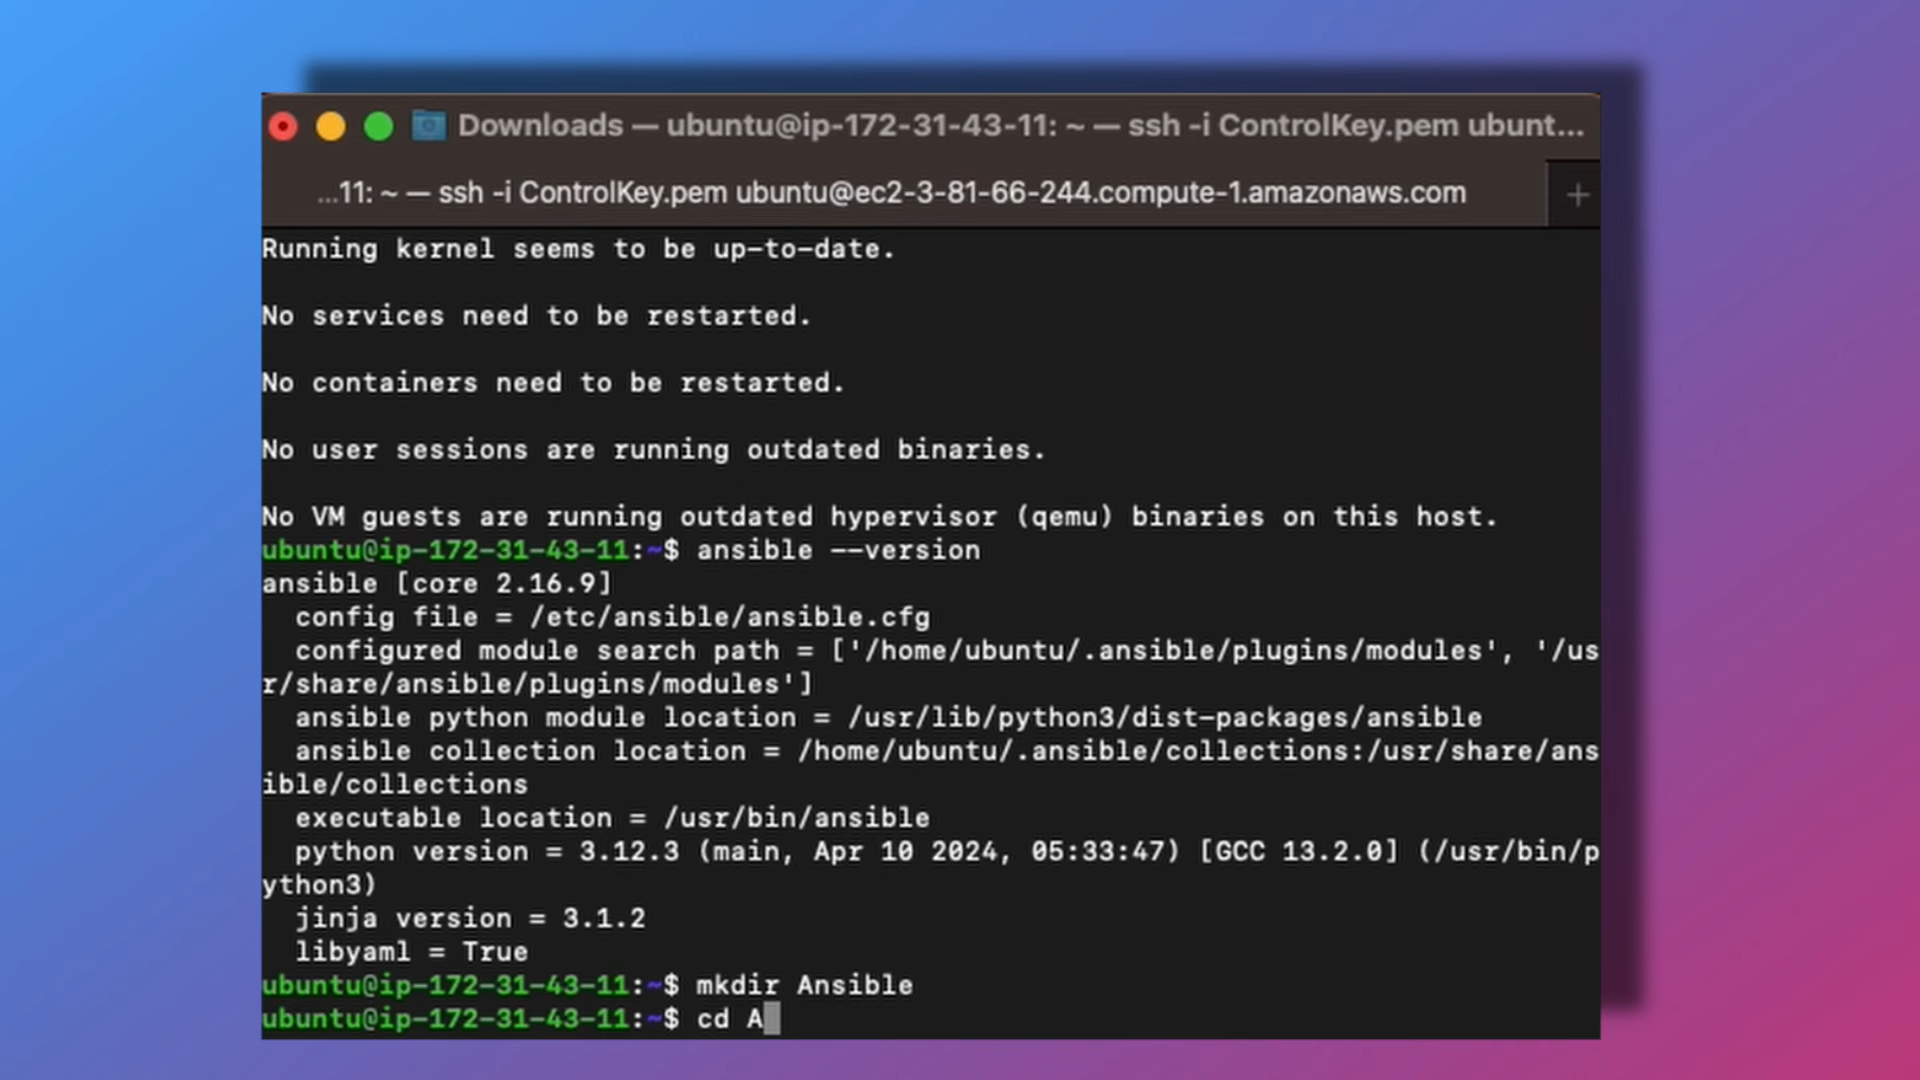 Downloads — ubuntu@ip-172-31-43-11: ~ — ssh -i ControlKey.pem ubunt...
...11: ~ — ssh -i ControlKey.pem ubuntu@ec2-3-81-66-244.compute-1.amazonaws.com
Running kernel seems to be up-to-date.
No services need to be restarted.
No containers need to be restarted.
No user sessions are running outdated binaries.
No VM guests are running outdated hypervisor (qemu) binaries on this host.
ubuntu@ip-172-31-43-11:~$ ansible --version
ansible [core 2.16.9]
  config file = /etc/ansible/ansible.cfg
  configured module search path = ['/home/ubuntu/.ansible/plugins/modules', '/us
r/share/ansible/plugins/modules']
  ansible python module location = /usr/lib/python3/dist-packages/ansible
  ansible collection location = /home/ubuntu/.ansible/collections:/usr/share/ans
ible/collections
  executable location = /usr/bin/ansible
  python version = 3.12.3 (main, Apr 10 2024, 05:33:47) [GCC 13.2.0] (/usr/bin/p
ython3)
  jinja version = 3.1.2
  libyaml = True
ubuntu@ip-172-31-43-11:~$ mkdir Ansible
ubuntu@ip-172-31-43-11:~$ cd A